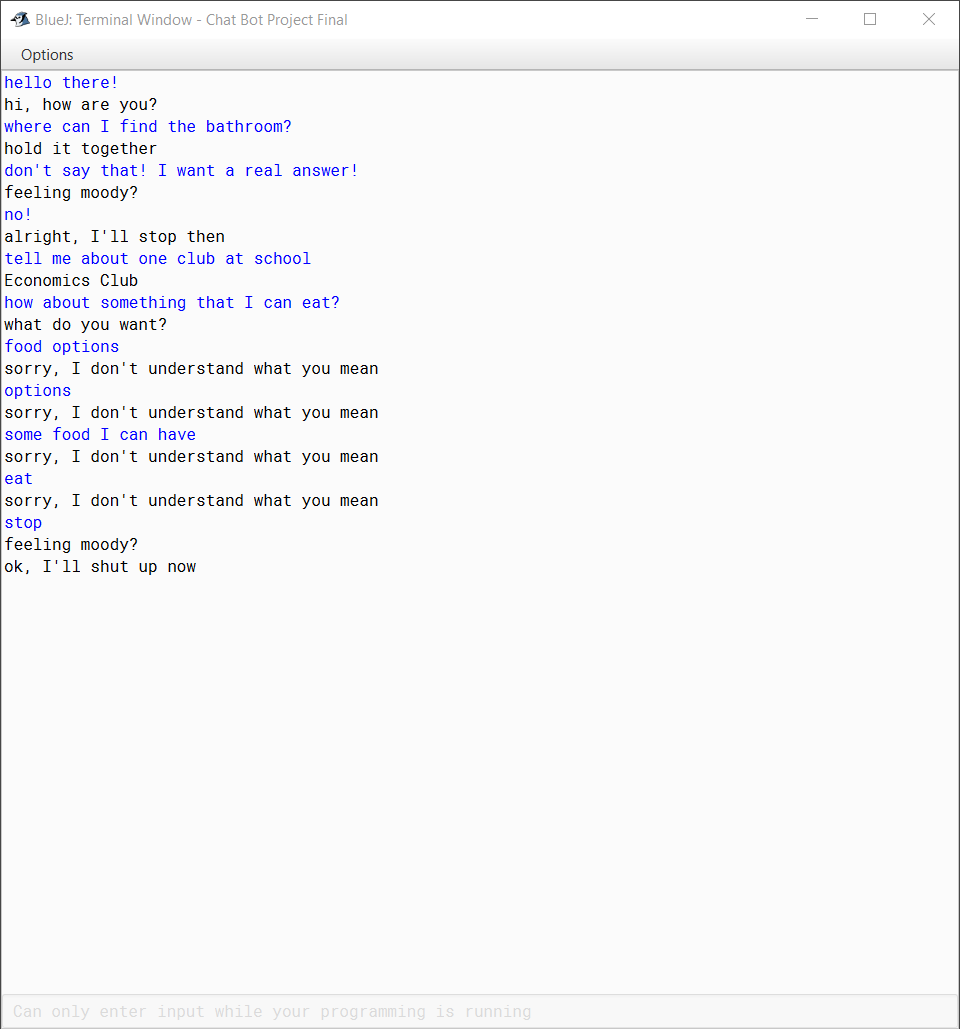 BlueJ: Terminal Window - Chat Bot Project Final
Options
hello there!
hi, how are you?
where can I find the bathroom?
hold it together
don't say that! I want a real answer!
feeling moody?
no!
alright, I'll stop then
tell me about one club at school
Economics Club
how about something that I can eat?
what do you want?
food options
sorry, I don't understand what you mean
options
sorry, I don't understand what you mean
some food I can have
sorry, I don't understand what you mean
eat
sorry, I don't understand what you mean
stop
feeling moody?
ok, I'll shut up now
Can only enter input while your programming is running